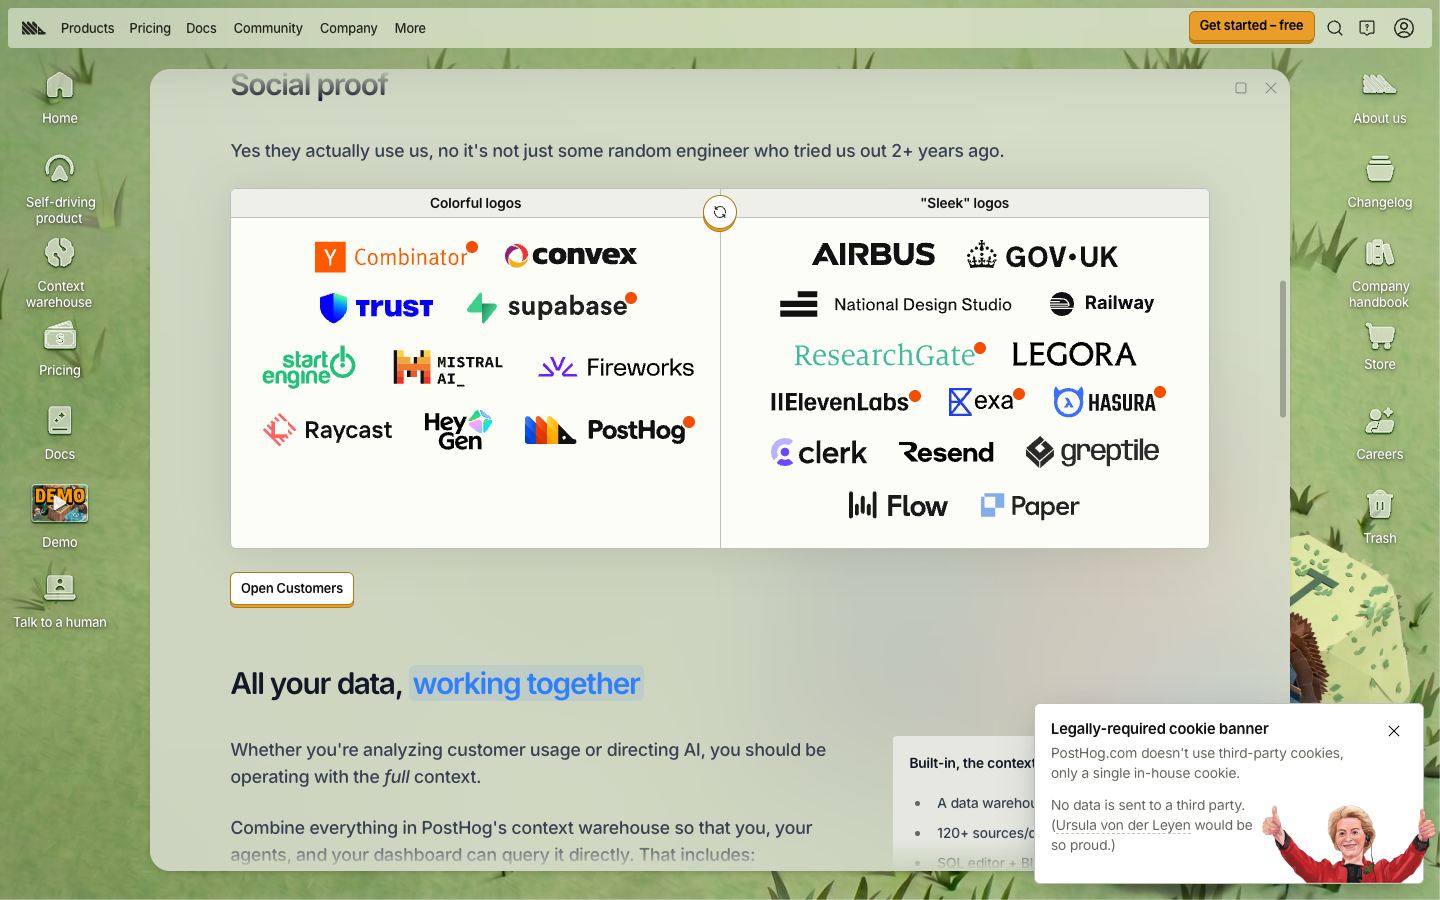 Products
Pricing
Docs
Community
Company
More
Get started – free
Home
Self-driving
product
Context
warehouse
Pricing
Docs
DEMO
Demo
Talk to a human
Social proof
Yes they actually use us, no it's not just some random engineer who tried us out 2+ years ago.
Colorful logos
Y Combinator
convex
TRUST
supabase
start
engine
MISTRAL
AI_
Fireworks
Raycast
Hey
Gen
PostHog
"Sleek" logos
AIRBUS
GOV•UK
National Design Studio
Railway
ResearchGate
LEGORA
IIElevenLabs
exa
HASURA
clerk
Resend
greptile
Flow
Paper
Open Customers
All your data, working together
Whether you're analyzing customer usage or directing AI, you should be
operating with the full context.
Combine everything in PostHog's context warehouse so that you, your
agents, and your dashboard can query it directly. That includes:
Built-in, the context
A data warehou
120+ sources/d
SQL editor + BI
About us
Changelog
Company
handbook
Store
Careers
Trash
Legally-required cookie banner
PostHog.com doesn't use third-party cookies,
only a single in-house cookie.
No data is sent to a third party.
(Ursula von der Leyen would be
so proud.)